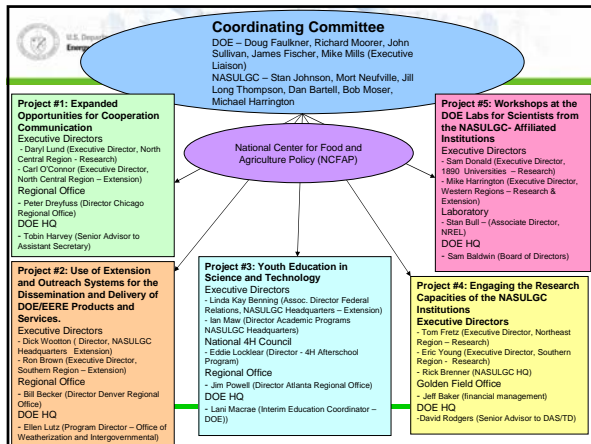 U.S. Depa
Energ
Coordinating Committee
DOE – Doug Faulkner, Richard Moorer, John
Sullivan, James Fischer, Mike Mills (Executive
Liaison)
NASULGC – Stan Johnson, Mort Neufville, Jill
Long Thompson, Dan Bartell, Bob Moser,
Michael Harrington
National Center for Food and
Agriculture Policy (NCFAP)
Project #1: Expanded
Opportunities for Cooperation
Communication
Executive Directors
- Daryl Lund (Executive Director, North
Central Region - Research)
- Carl O'Connor (Executive Director,
North Central Region – Extension)
Regional Office
- Peter Dreyfuss (Director Chicago
Regional Office)
DOE HQ
- Tobin Harvey (Senior Advisor to
Assistant Secretary)
Project #2: Use of Extension
and Outreach Systems for the
Dissemination and Delivery of
DOE/EERE Products and
Services.
Executive Directors
- Dick Wootton ( Director, NASULGC
Headquarters Extension)
- Ron Brown (Executive Director,
Southern Region – Extension)
Regional Office
- Bill Becker (Director Denver Regional
Office)
DOE HQ
- Ellen Lutz (Program Director – Office of
Weatherization and Intergovernmental)
Project #3: Youth Education in
Science and Technology
Executive Directors
- Linda Kay Benning (Assoc. Director Federal
Relations, NASULGC Headquarters – Extension)
- Ian Maw (Director Academic Programs
NASULGC Headquarters)
National 4H Council
- Eddie Locklear (Director - 4H Afterschool
Program)
Regional Office
- Jim Powell (Director Atlanta Regional Office)
DOE HQ
- Lani Macrae (Interim Education Coordinator –
DOE))
Project #5: Workshops at the
DOE Labs for Scientists from
the NASULGC- Affiliated
Institutions
Executive Directors
- Sam Donald (Executive Director,
1890 Universities – Research)
- Mike Harrington (Executive Director,
Western Regions – Research &
Extension)
Laboratory
- Stan Bull – (Associate Director,
NREL)
DOE HQ
- Sam Baldwin (Board of Directors)
Project #4: Engaging the Research
Capacities of the NASULGC
Institutions
Executive Directors
- Tom Fretz (Executive Director, Northeast
Region – Research)
- Eric Young (Executive Director, Southern
Region - Research)
- Rick Brenner (NASULGC HQ)
Golden Field Office
- Jeff Baker (financial management)
DOE HQ
-David Rodgers (Senior Advisor to DAS/TD)